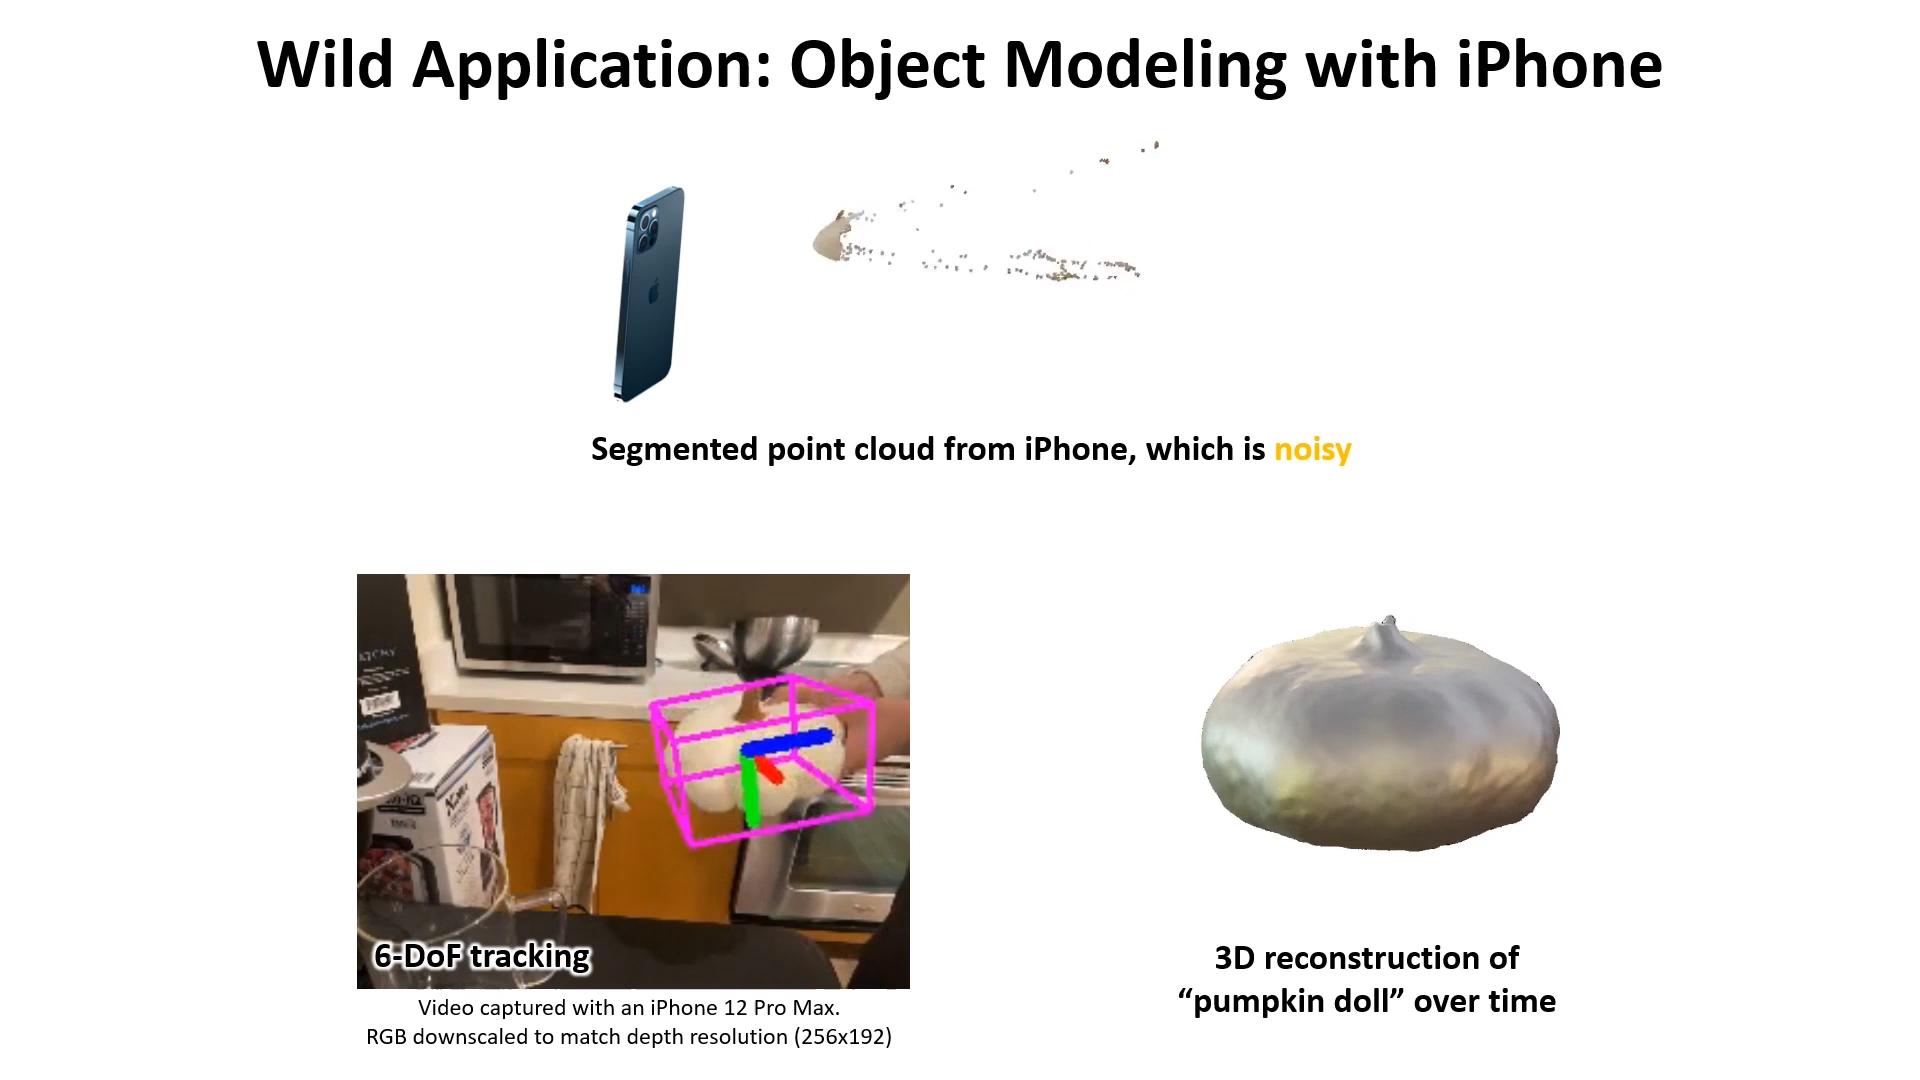 Wild Application: Object Modeling with iPhone
Segmented point cloud from iPhone, which is noisy
6-DoF tracking
Video captured with an iPhone 12 Pro Max.
RGB downscaled to match depth resolution (256x192)
3D reconstruction of
“pumpkin doll” over time